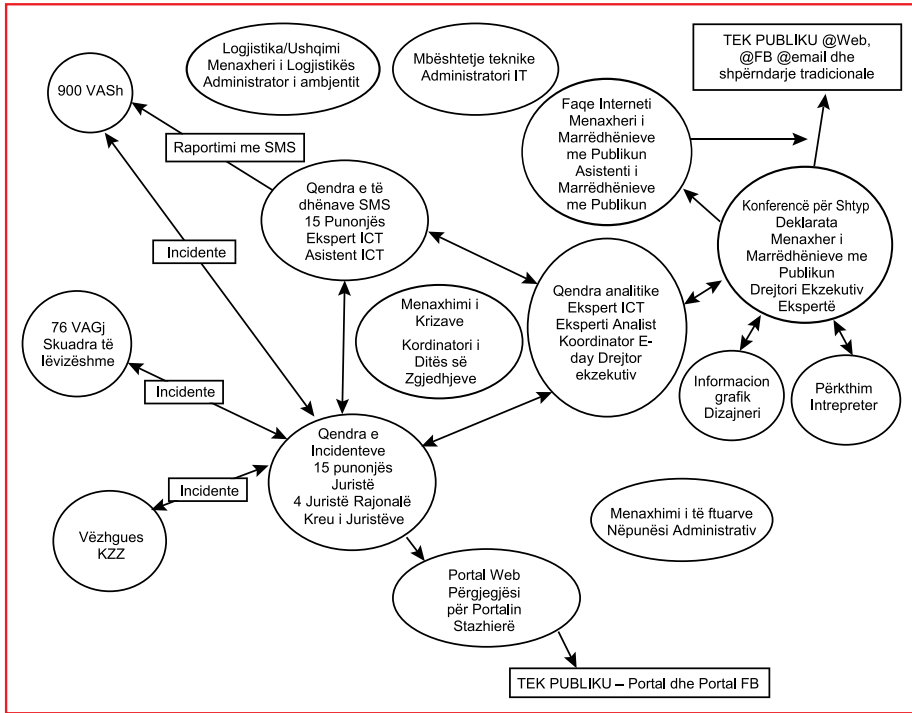 Logjistika/Ushqimi
Menaxheri i Logjistikës
Administrator i ambjentit
Mbështetje teknike
Administratori IT
TEK PUBLIKU @Web,
@FB @email dhe
shpërndarje tradicionale
900 VASh
Raportimi me SMS
Faqe Interneti
Menaxheri i
Marrëdhënieve
me Publikun
Asistenti i
Marrëdhënieve
me Publikun
Qendra e të
dhënave SMS
15 Punonjës
Ekspert ICT
Asistent ICT
Konferencë për Shtyp
Deklarata
Menaxher i
Marrëdhënieve me
Publikun
Drejtori Ekzekutiv
Ekspertë
Incidente
76 VAGj
Skuadra të
lëvizëshme
Menaxhimi i
Krizave
Kordinatori i
Ditës së
Zgjedhjeve
Qendra analitike
Ekspert ICT
Eksperti Analist
Koordinator E-
day Drejtor
ekzekutiv
Informacion
grafik
Dizajneri
Përkthim
Intrepreter
Incidente
Qendra e
Incidenteve
15 punonjës
Juristë
4 Juristë Rajonalë
Kreu i Juristëve
Incidente
Vëzhgues
KZZ
Menaxhimi i të ftuarve
Nëpunësi Administrativ
Portal Web
Përgjegjësi
për Portalin
Stazhierë
TEK PUBLIKU – Portal dhe Portal FB